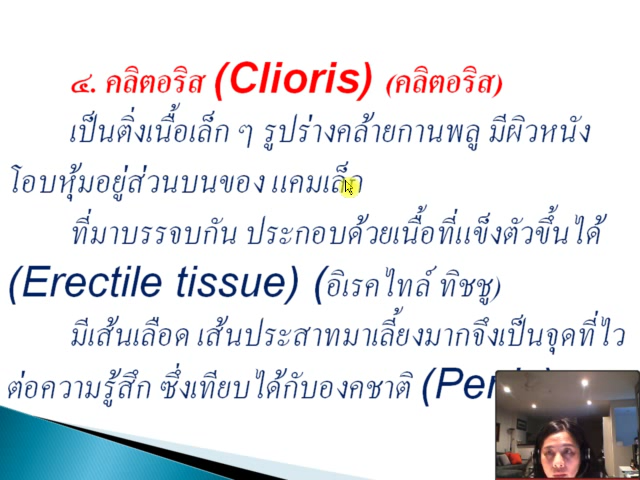 ๔. คลิตอริส (Clioris) (คลิตอริส)
เป็นติ่งเนื้อเล็ก ๆ รูปร่างคล้ายกานพลู มีผิวหนัง
โอบหุ้มอยู่ส่วนบนของ แคมเล็ก
ที่มาบรรจบกัน ประกอบด้วยเนื้อที่แข็งตัวขึ้นได้
(Erectile tissue) (อิเรคไทล์ ทิชชู)
มีเส้นเลือด เส้นประสาทมาเลี้ยงมากจึงเป็นจุดที่ไว
ต่อความรู้สึก ซึ่งเทียบได้กับองคชาติ